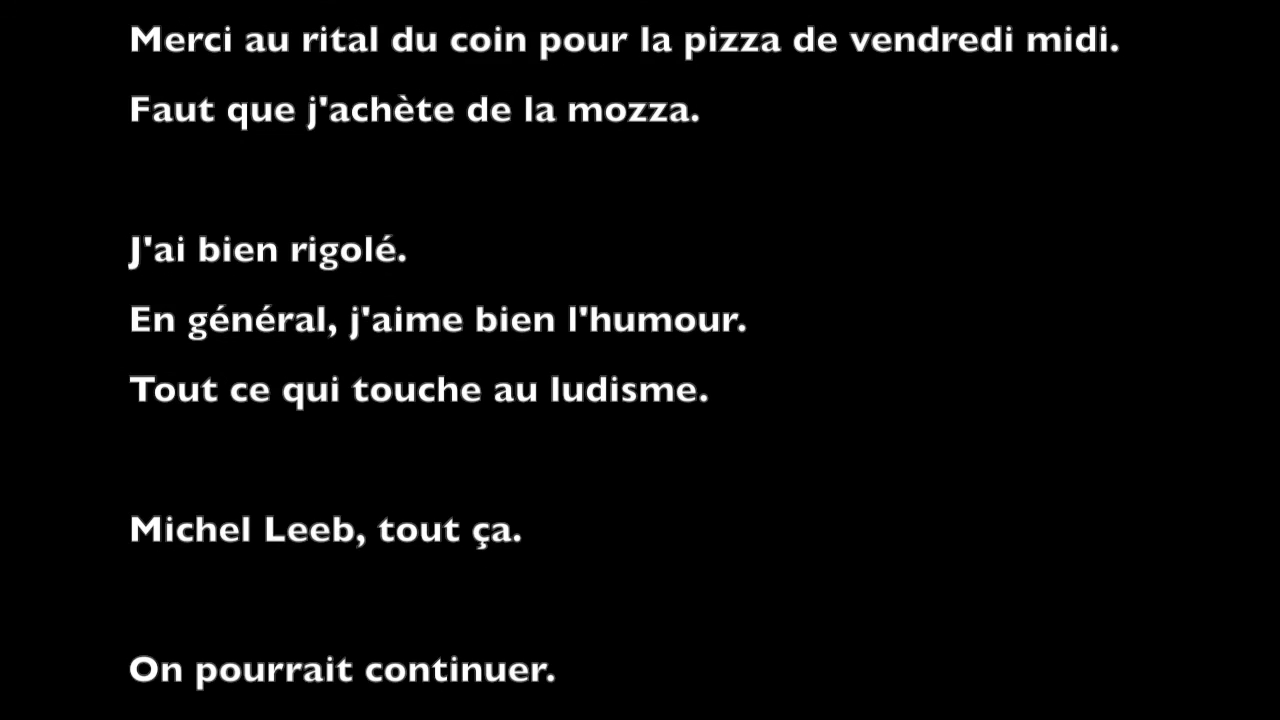 Merci au rital du coin pour la pizza de vendredi midi.
Faut que j'achète de la mozza.
J'ai bien rigolé.
En général, j'aime bien l'humour.
Tout ce qui touche au ludisme.
Michel Leeb, tout ça.
On pourrait continuer.